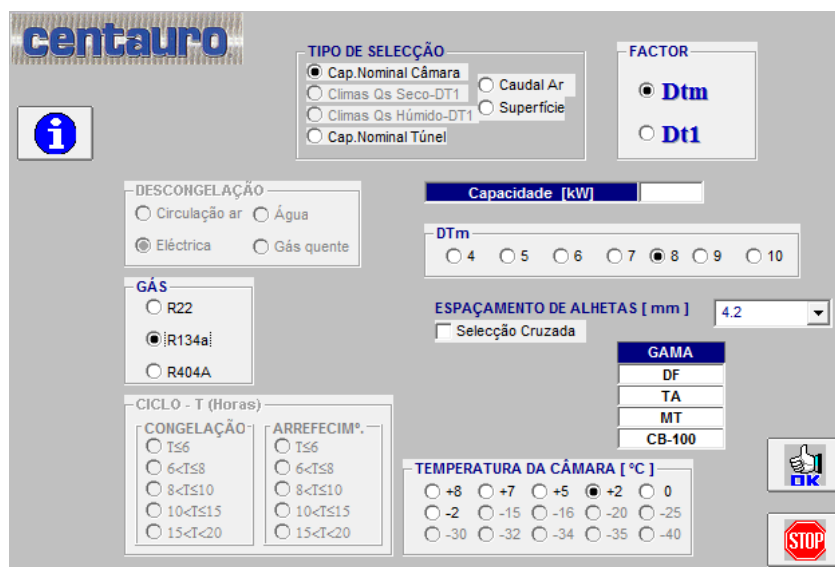 centauro
TIPO DE SELECÇÃO
Cap.Nominal Câmara
Climas Qs Seco-DT1
Climas Qs Húmido-DT1
Cap.Nominal Túnel
Caudal Ar
Superfície
FACTOR
Dtm
Dt1
i
DESCONGELAÇÃO
Circulação ar Água
Eléctrica Gás quente
Capacidade [kW]
DTm
4 5 6 7 8 9 10
GÁS
R22
R134a
R404A
ESPAÇAMENTO DE ALHETAS [ mm ] 4.2
Selecção Cruzada
GAMA
DF
TA
MT
CB-100
CICLO - T (Horas)
CONGELAÇÃO
T≤6
6<T≤8
8<T≤10
10<T≤15
15<T<20
ARREFECIMº.
T≤6
6<T≤8
8<T≤10
10<T≤15
15<T<20
TEMPERATURA DA CÂMARA [ ºC ]
+8 +7 +5 +2 0
-2 -15 -16 -20 -25
-30 -32 -34 -35 -40
OK
STOP